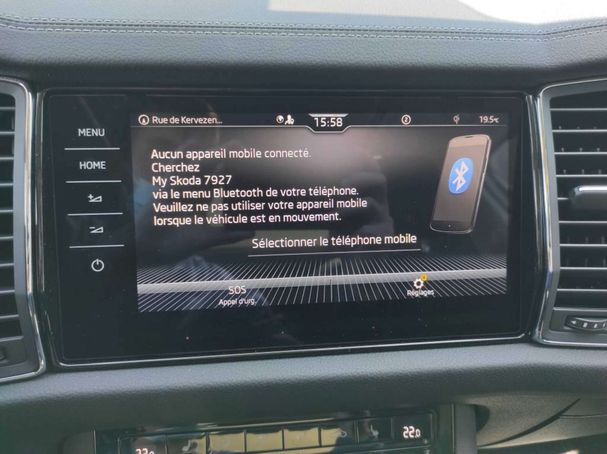 Rue de Kervezen...
15:58
19.5°C
MENU
HOME
Aucun appareil mobile connecté.
Cherchez
My Skoda 7927
via le menu Bluetooth de votre téléphone.
Veuillez ne pas utiliser votre appareil mobile
lorsque le véhicule est en mouvement.
Sélectionner le téléphone mobile
SOS
Appel d'urg.
Réglages
22.0
22.0